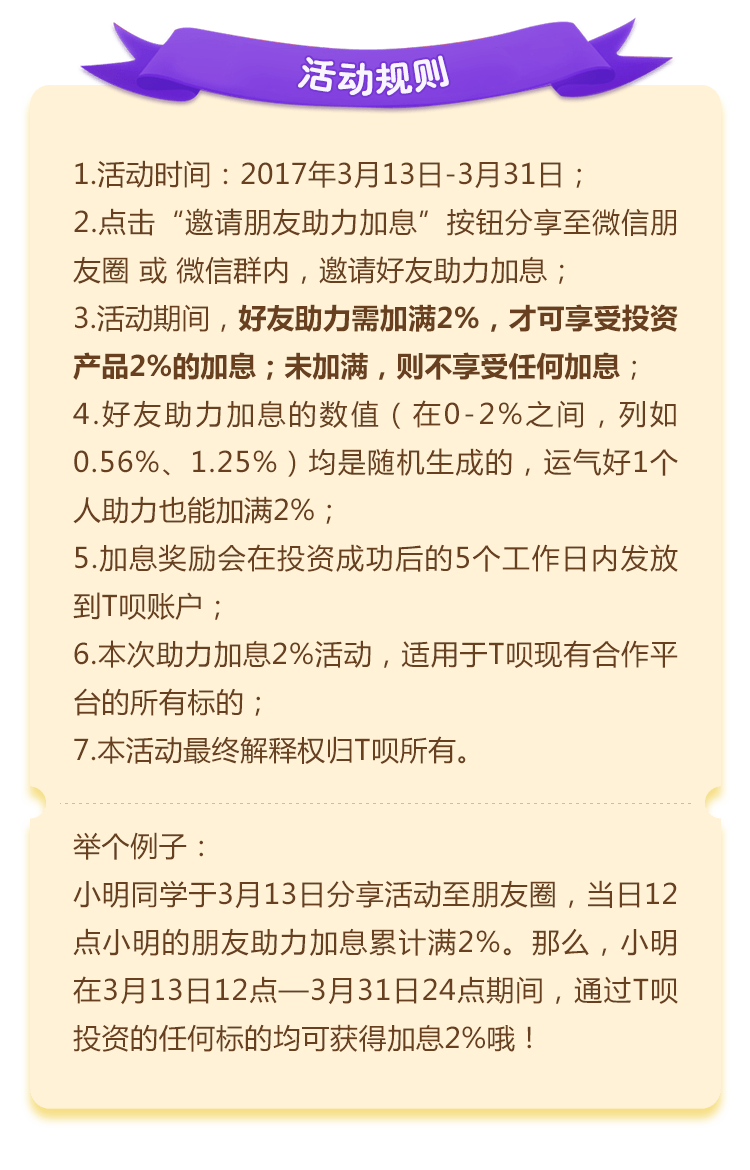 活动规则
1.活动时间：2017年3月13日-3月31日；
2.点击“邀请朋友助力加息”按钮分享至微信朋
友圈 或 微信群内，邀请好友助力加息；
3.活动期间，好友助力需加满2%，才可享受投资
产品2%的加息；未加满，则不享受任何加息；
4.好友助力加息的数值（在0-2%之间，列如
0.56%、1.25%）均是随机生成的，运气好1个
人助力也能加满2%；
5.加息奖励会在投资成功后的5个工作日内发放
到T呗账户；
6.本次助力加息2%活动，适用于T呗现有合作平
台的所有标的；
7.本活动最终解释权归T呗所有。
举个例子：
小明同学于3月13日分享活动至朋友圈，当日12
点小明的朋友助力加息累计满2%。那么，小明
在3月13日12点—3月31日24点期间，通过T呗
投资的任何标的均可获得加息2%哦！